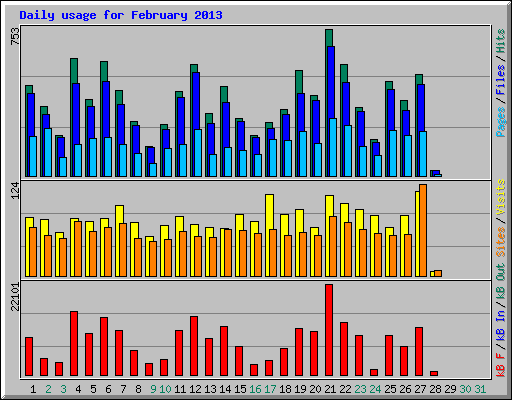 Daily usage for February 2013
753
124
22101
Pages / Files / Hits
Sites / Visits
kB F / kB In / kB Out
1 2 3 4 5 6 7 8 9 10 11 12 13 14 15 16 17 18 19 20 21 22 23 24 25 26 27 28 29 30 31